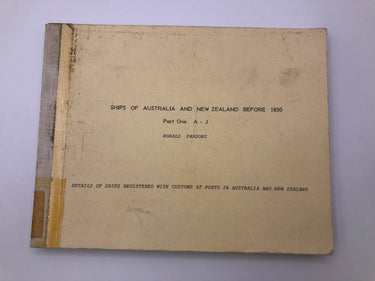 SHIPS OF AUSTRALIA AND NEW ZEALAND BEFORE 1850
Part One A - J
RONALD PARSONS
DETAILS OF SHIPS REGISTERED WITH CUSTOMS AT PORTS IN AUSTRALIA AND NEW ZEALAND